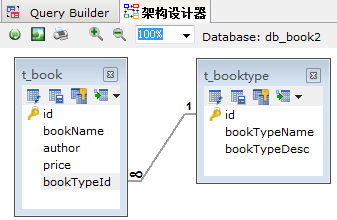 Query Builder 架构设计器
100% Database: db_book2
t_book
id
bookName
author
price
bookTypeId
∞
1
t_booktype
id
bookTypeName
bookTypeDesc